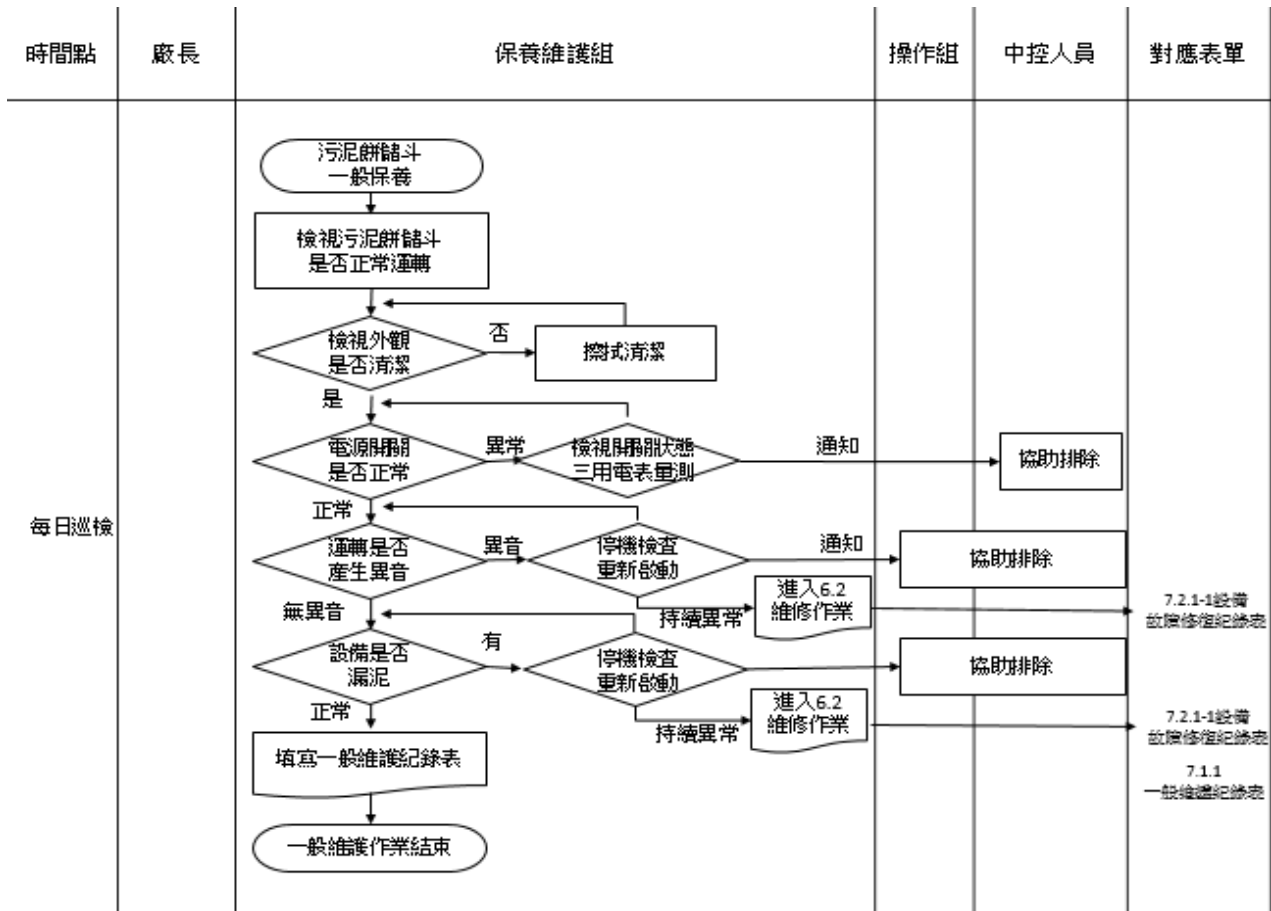 時間點
廠長
保養維護組
操作組
中控人員
對應表單
每日巡檢
污泥餅儲斗
一般保養
檢視污泥餅儲斗
是否正常運轉
檢視外觀
是否清潔
否
擦拭清潔
是
電源開關
是否正常
異常
檢視開關狀態
三用電表量測
通知
協助排除
正常
運轉是否
產生異音
異音
停機檢查
重新啟動
通知
協助排除
持續異常
進入6.2
維修作業
7.2.1-1設備
故障修復紀錄表
無異音
設備是否
漏泥
有
停機檢查
重新啟動
協助排除
持續異常
進入6.2
維修作業
7.2.1-1設備
故障修復紀錄表
正常
填寫一般維護紀錄表
7.1.1
一般維護紀錄表
一般維護作業結束